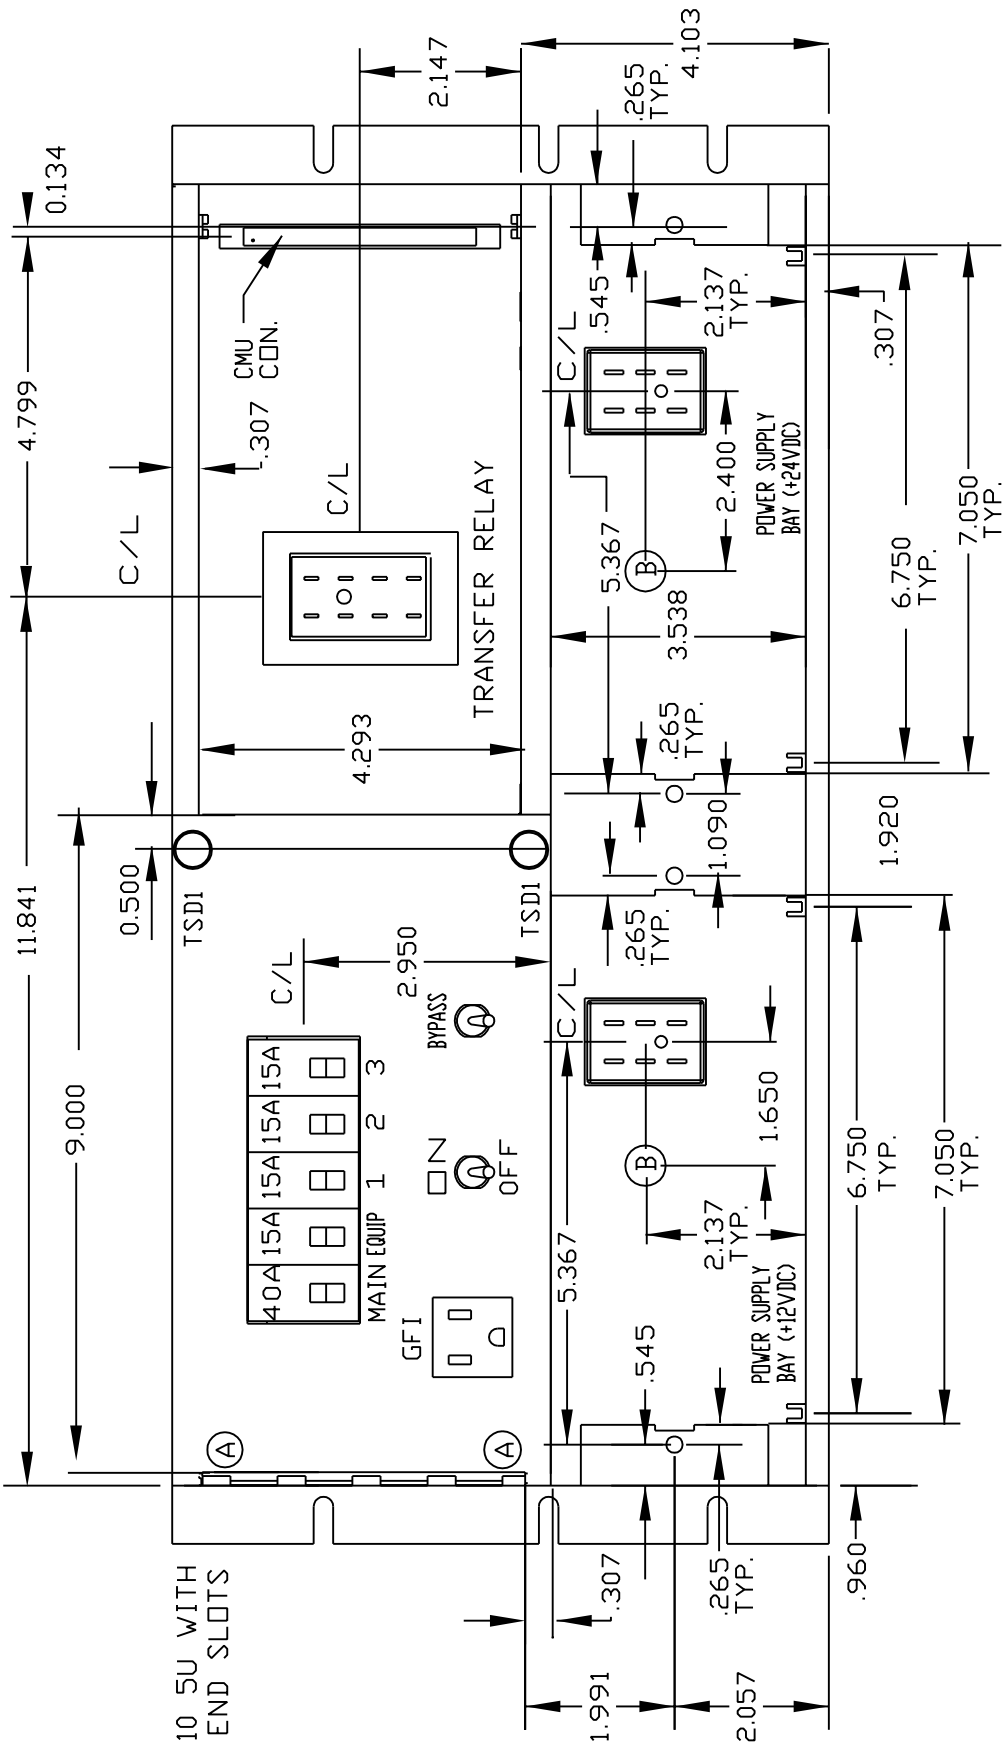 10 5U WITH
END SLOTS
11.841
4.799
0.134
9.000
0.500
C/L
.307
CMU
CON.
2.147
4.103
TSD1
TSD1
4.293
C/L
TRANSFER RELAY
C/L
2.950
40A
15A
15A
15A
15A
MAIN
EQUIP
1
2
3
GFI
ON
OFF
BYPASS
A
A
.307
1.991
2.057
.265
TYP.
.960
.545
5.367
C/L
B
2.137
TYP.
1.650
POWER SUPPLY
BAY (+12VDC)
6.750
TYP.
7.050
TYP.
.265
TYP.
1.090
.265
TYP.
1.920
3.538
5.367
C/L
B
2.400
2.137
TYP.
.545
.265
TYP.
POWER SUPPLY
BAY (+24VDC)
.307
6.750
TYP.
7.050
TYP.